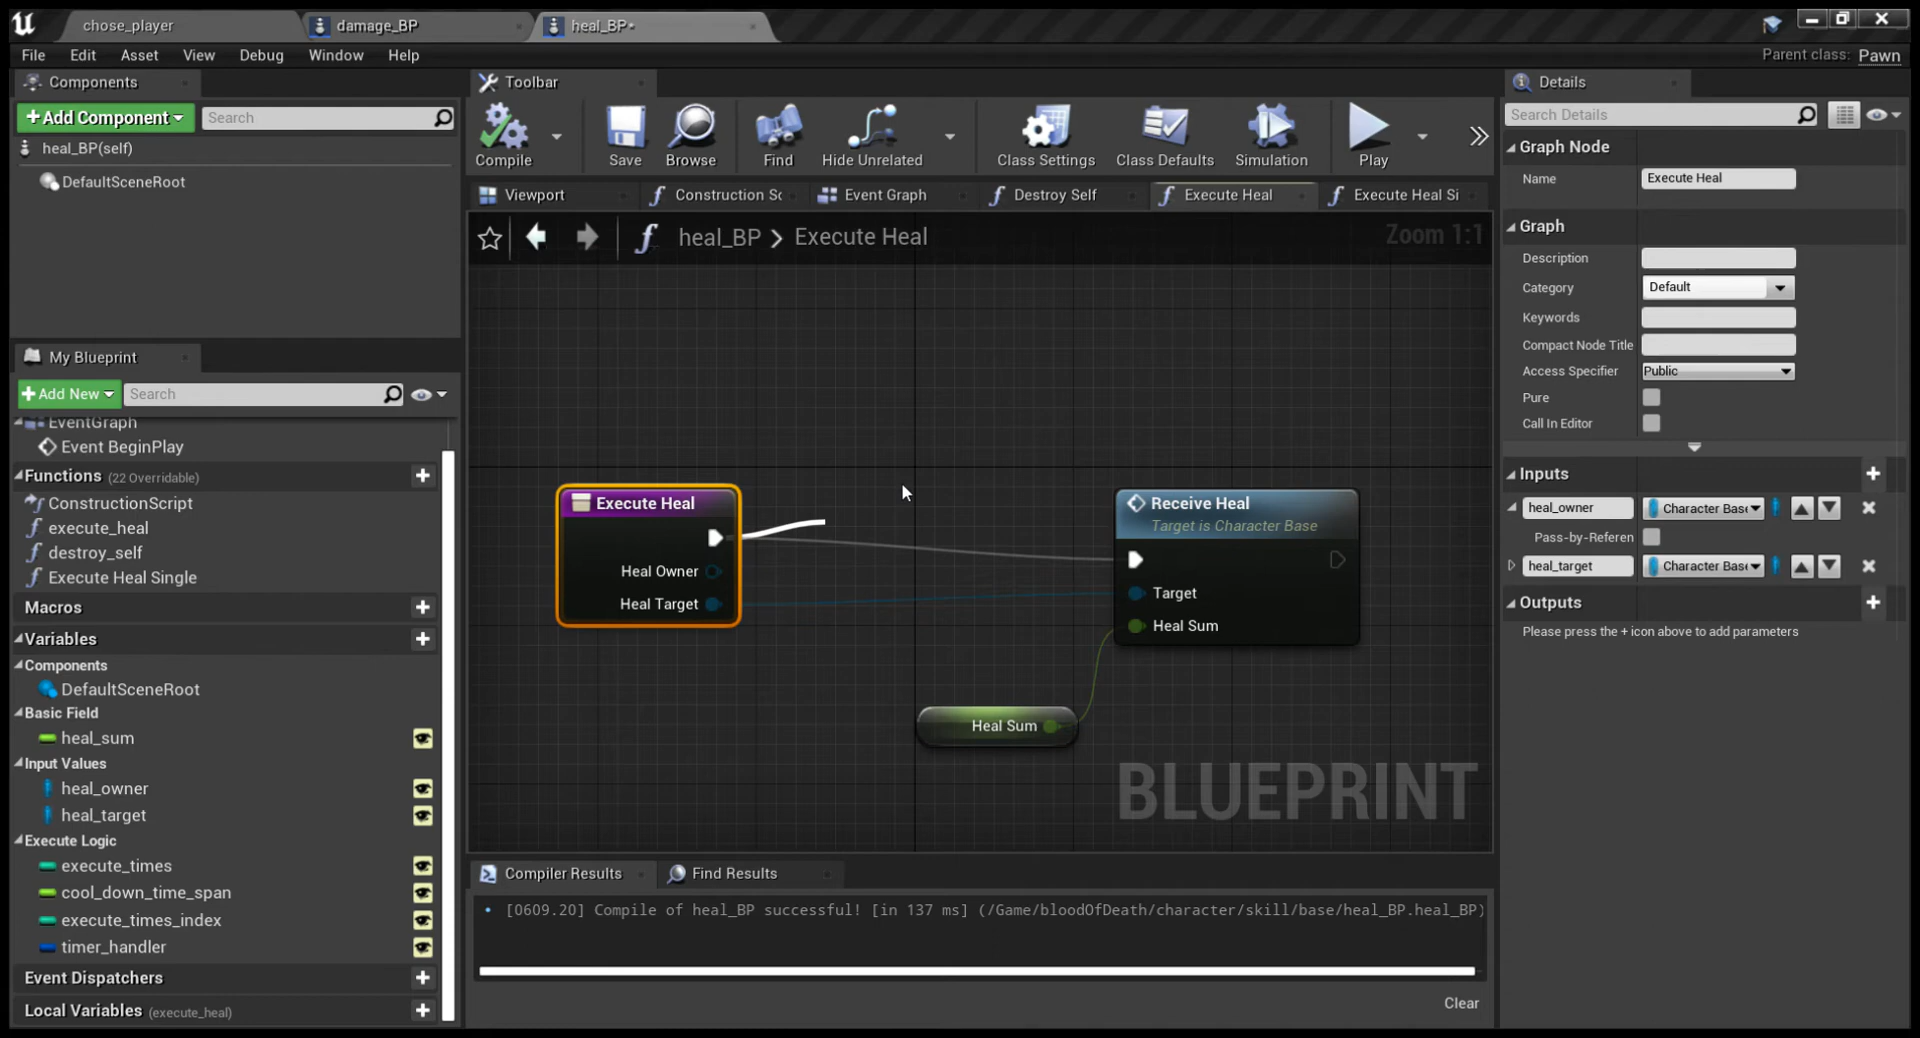 chose_player
damage_BP
heal_BP*
File Edit Asset View Debug Window Help
Parent class: Pawn
Components
+Add Component
Search
heal_BP(self)
DefaultSceneRoot
My Blueprint
+Add New
Search
EventGraph
Event BeginPlay
Functions (22 Overridable)
ConstructionScript
execute_heal
destroy_self
Execute Heal Single
Macros
Variables
Components
DefaultSceneRoot
Basic Field
heal_sum
Input Values
heal_owner
heal_target
Execute Logic
execute_times
cool_down_time_span
execute_times_index
timer_handler
Event Dispatchers
Local Variables (execute_heal)
Toolbar
Compile
Save
Browse
Find
Hide Unrelated
Class Settings
Class Defaults
Simulation
Play
Viewport
Construction Sc
Event Graph
Destroy Self
Execute Heal
Execute Heal Si
heal_BP > Execute Heal
Zoom 1:1
Execute Heal
Heal Owner
Heal Target
Receive Heal
Target is Character Base
Target
Heal Sum
Heal Sum
BLUEPRINT
Compiler Results
Find Results
[0609.20] Compile of heal_BP successful! [in 137 ms] (/Game/bloodOfDeath/character/skill/base/heal_BP.heal_BP)
Clear
Details
Search Details
Graph Node
Name Execute Heal
Graph
Description
Category Default
Keywords
Compact Node Title
Access Specifier Public
Pure
Call In Editor
Inputs
heal_owner Character Base
Pass-by-Referen
heal_target Character Base
Outputs
Please press the + icon above to add parameters